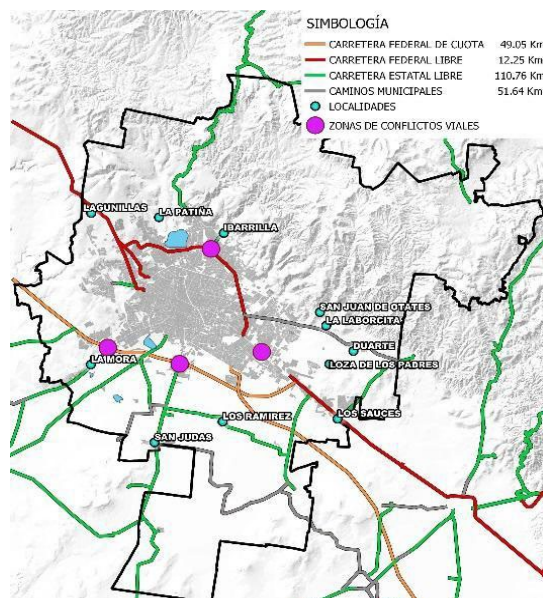 SIMBOLOGÍA
CARRETERA FEDERAL DE CUOTA 49.05 Km
CARRETERA FEDERAL LIBRE 12.25 Km
CARRETERA ESTATAL LIBRE 110.76 Km
CAMINOS MUNICIPALES 51.64 Km
LOCALIDADES
ZONAS DE CONFLICTOS VIALES
LAGUNILLAS
LA PATIÑA
IBARRILLA
SAN JUAN DE OTATES
LA LABORCITA
DUARTE
LA MORA
LOZA DE LOS PADRES
LOS RAMIREZ
LOS SAUCES
SAN JUDAS